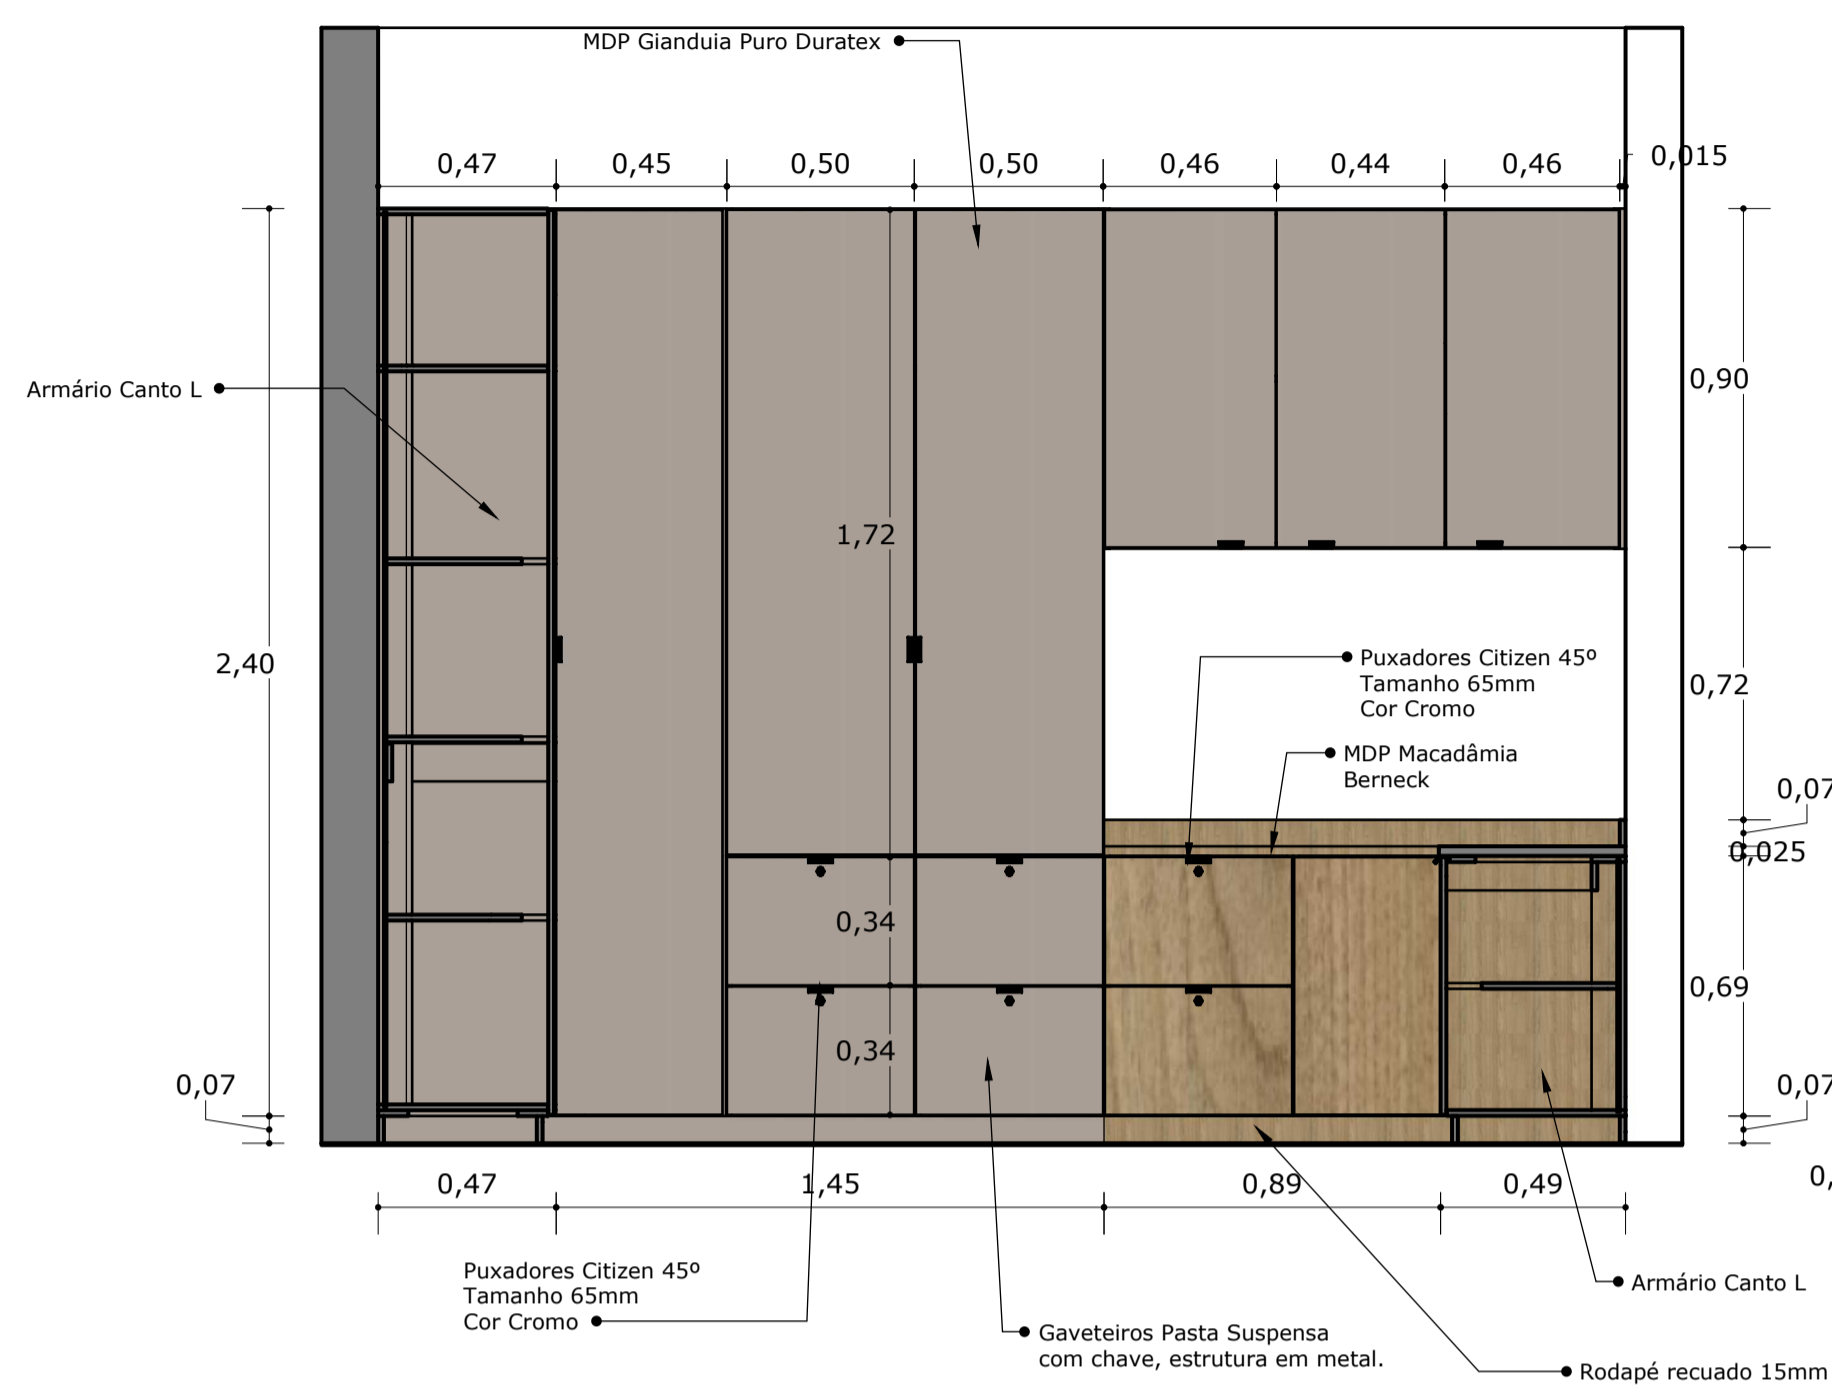 MDP Gianduia Puro Duratex
0,47 0,45 0,50 0,50 0,46 0,44 0,46 0,015
Armário Canto L
0,90
1,72
2,40
Puxadores Citizen 45º
Tamanho 65mm
Cor Cromo
0,72
MDP Macadâmia
Berneck
0,07
0,025
0,34
0,69
0,34
0,07
0,07
0,47 1,45 0,89 0,49
0,
Puxadores Citizen 45º
Tamanho 65mm
Cor Cromo
Armário Canto L
Gaveteiros Pasta Suspensa
com chave, estrutura em metal.
Rodapé recuado 15mm